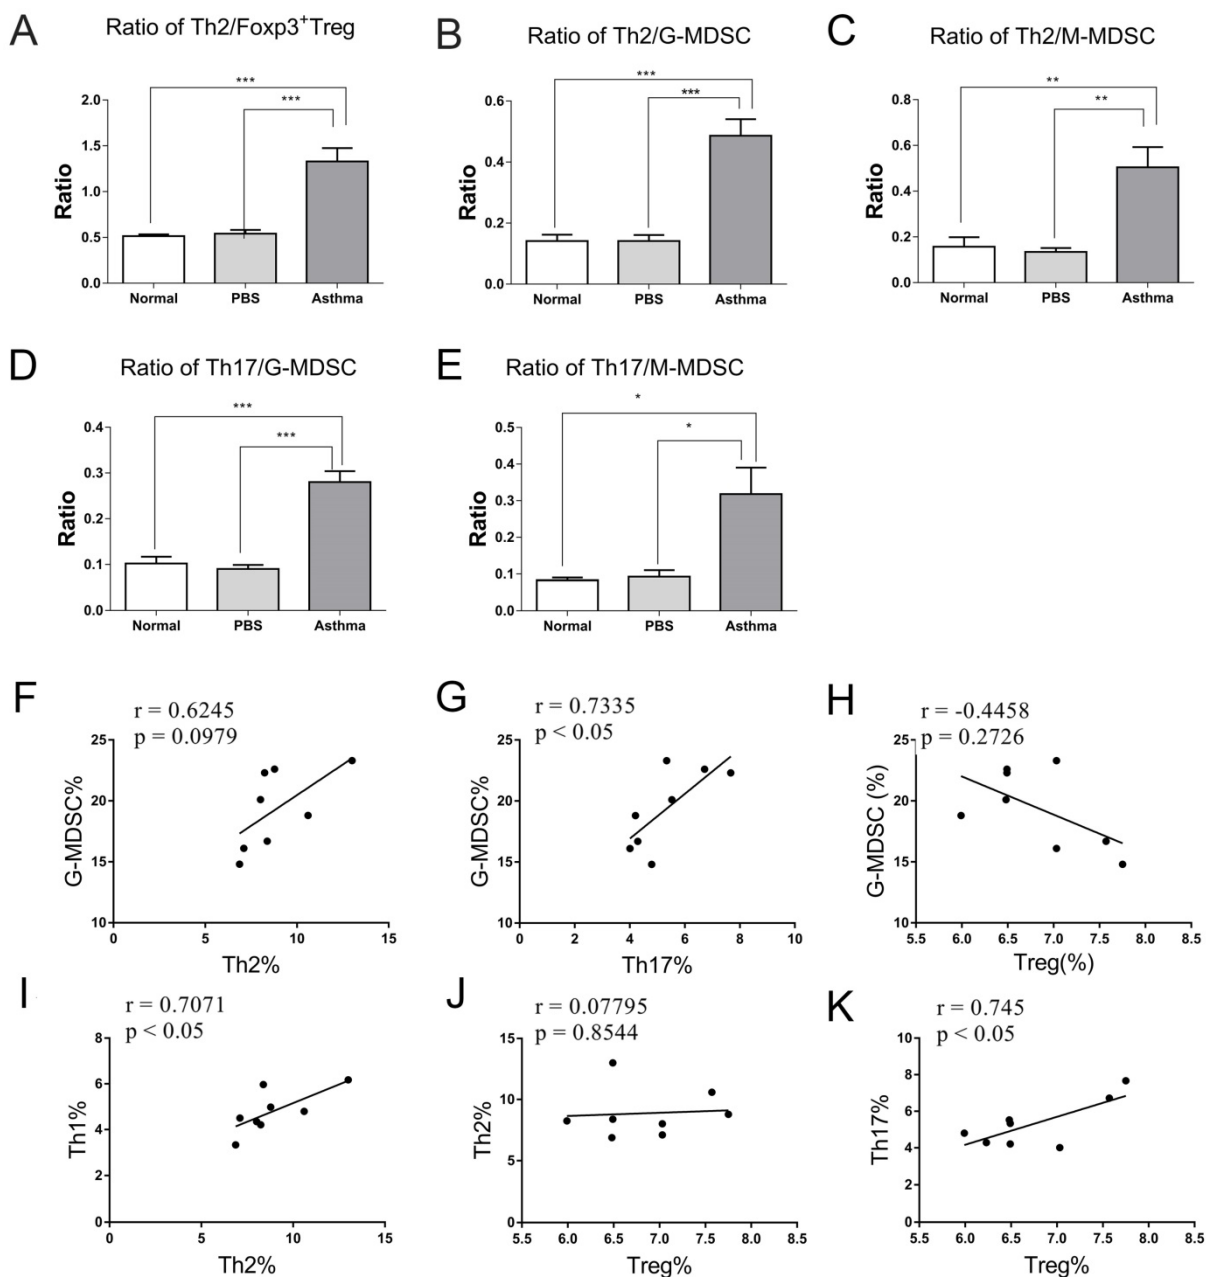 A
Ratio of Th2/Foxp3+Treg
***
***
2.0
1.5
1.0
0.5
0.0
Ratio
Normal PBS Asthma
B
Ratio of Th2/G-MDSC
***
***
0.6
0.4
0.2
0.0
Ratio
Normal PBS Asthma
C
Ratio of Th2/M-MDSC
**
**
0.8
0.6
0.4
0.2
0.0
Ratio
Normal PBS Asthma
D
Ratio of Th17/G-MDSC
***
***
0.4
0.3
0.2
0.1
0.0
Ratio
Normal PBS Asthma
E
Ratio of Th17/M-MDSC
*
*
0.5
0.4
0.3
0.2
0.1
0.0
Ratio
Normal PBS Asthma
F
r = 0.6245
p = 0.0979
25
20
15
10
G-MDSC%
0 5 10 15
Th2%
G
r = 0.7335
p < 0.05
25
20
15
10
G-MDSC%
0 2 4 6 8 10
Th17%
H
r = -0.4458
p = 0.2726
25
20
15
10
G-MDSC (%)
5.5 6.0 6.5 7.0 7.5 8.0 8.5
Treg(%)
I
r = 0.7071
p < 0.05
8
6
4
2
0
Th1%
0 5 10 15
Th2%
J
r = 0.07795
p = 0.8544
15
10
5
0
Th2%
5.5 6.0 6.5 7.0 7.5 8.0 8.5
Treg%
K
r = 0.745
p < 0.05
10
8
6
4
2
0
Th17%
5.5 6.0 6.5 7.0 7.5 8.0 8.5
Treg%